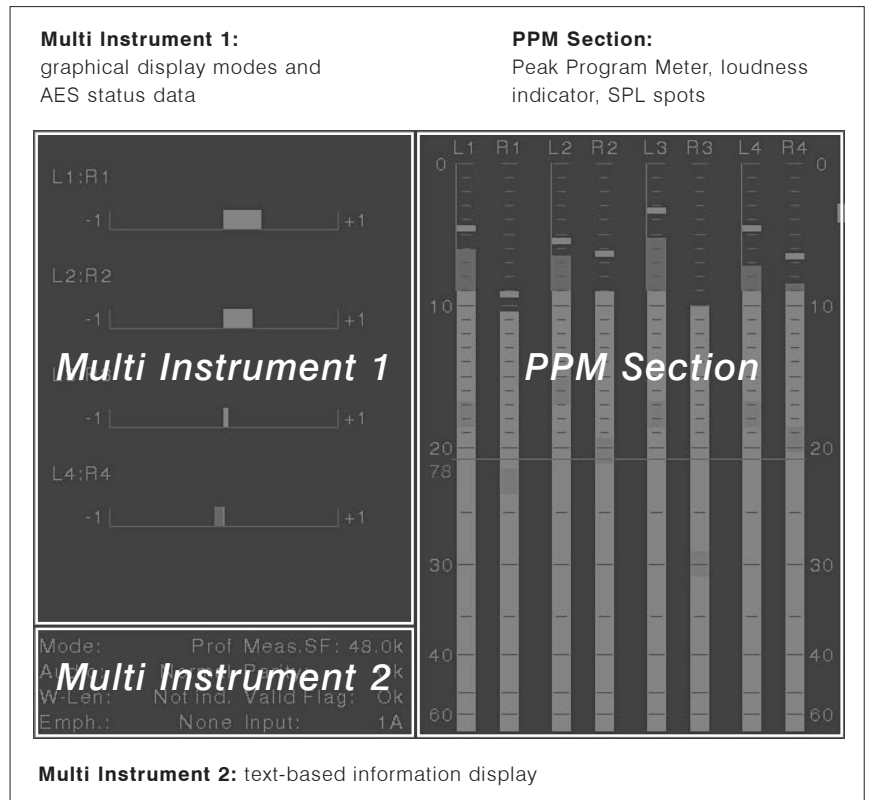 Multi Instrument 1:
graphical display modes and
AES status data
PPM Section:
Peak Program Meter, loudness
indicator, SPL spots
L1:R1
-1 +1
L2:R2
-1 +1
Multi Instrument 1
-1 +1
L4:R4
-1 +1
L1 R1 L2 R2 L3 R3 L4 R4
0 0
10 10
PPM Section
20 20
78
30 30
40 40
60 60
Mode: Prof Meas.SF: 48.0k
Multi Instrument 2
W-Len: Not Ind. Valid Flag: Ok
Emph.: None Input: 1A
Multi Instrument 2: text-based information display